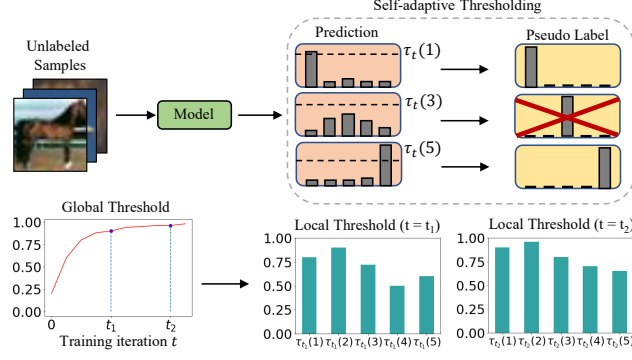 Self-adaptive Thresholding
Unlabeled
Samples
Prediction
Pseudo Label
τₜ(1)
Model
τₜ(3)
τₜ(5)
Global Threshold
1.00
0.75
0.50
0.25
0.00
0 t₁ t₂
Training iteration t
Local Threshold (t = t₁)
1.00
0.75
0.50
0.25
0.00
τₜ₁(1) τₜ₁(2) τₜ₁(3) τₜ₁(4) τₜ₁(5)
Local Threshold (t = t₂)
1.00
0.75
0.50
0.25
0.00
τₜ₂(1) τₜ₂(2) τₜ₂(3) τₜ₂(4) τₜ₂(5)